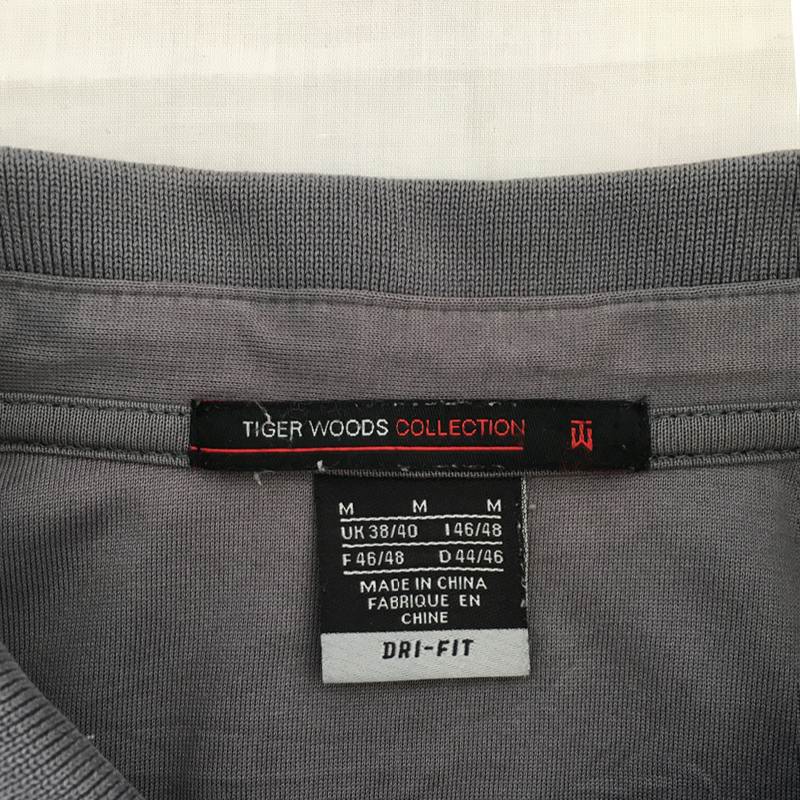 TIGER WOODS COLLECTION TW
M M M
UK 38/40 I 46/48
F 46/48 D 44/46
MADE IN CHINA
FABRIQUE EN
CHINE
DRI-FIT